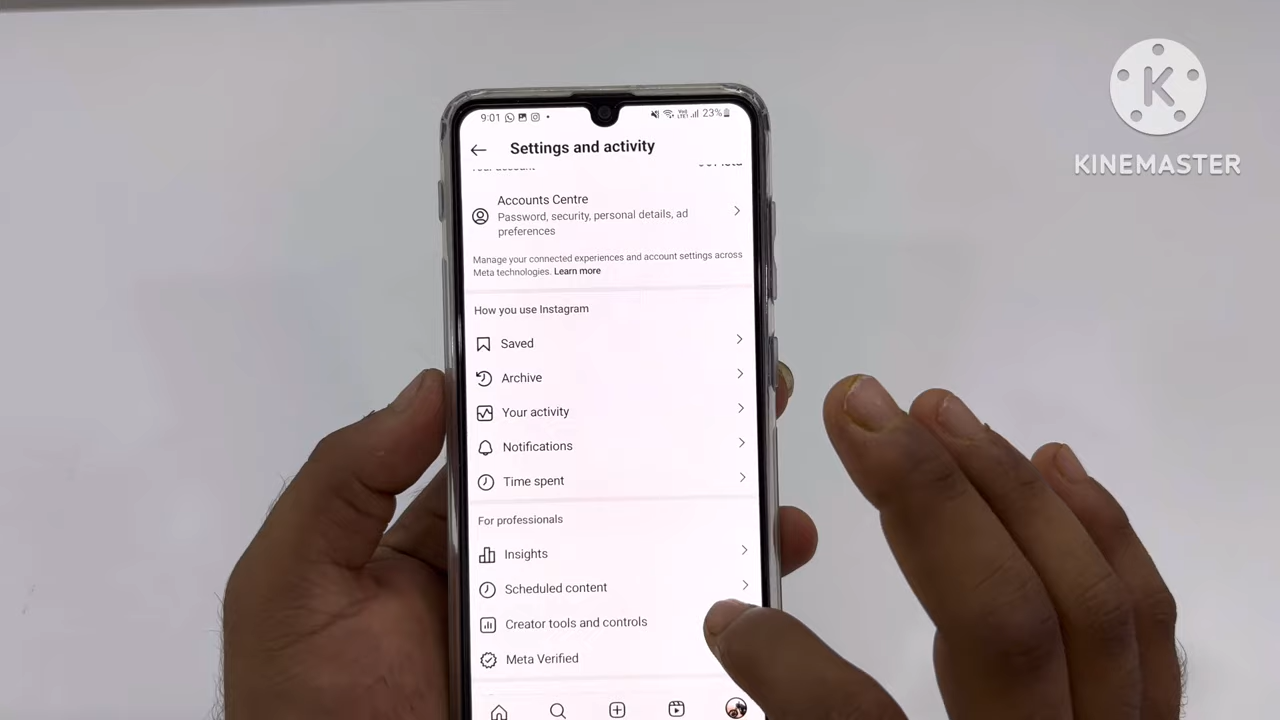 KINEMASTER
9:01
23%
Settings and activity
Accounts Centre
Password, security, personal details, ad
preferences
Manage your connected experiences and account settings across
Meta technologies. Learn more
How you use Instagram
Saved
Archive
Your activity
Notifications
Time spent
For professionals
Insights
Scheduled content
Creator tools and controls
Meta Verified